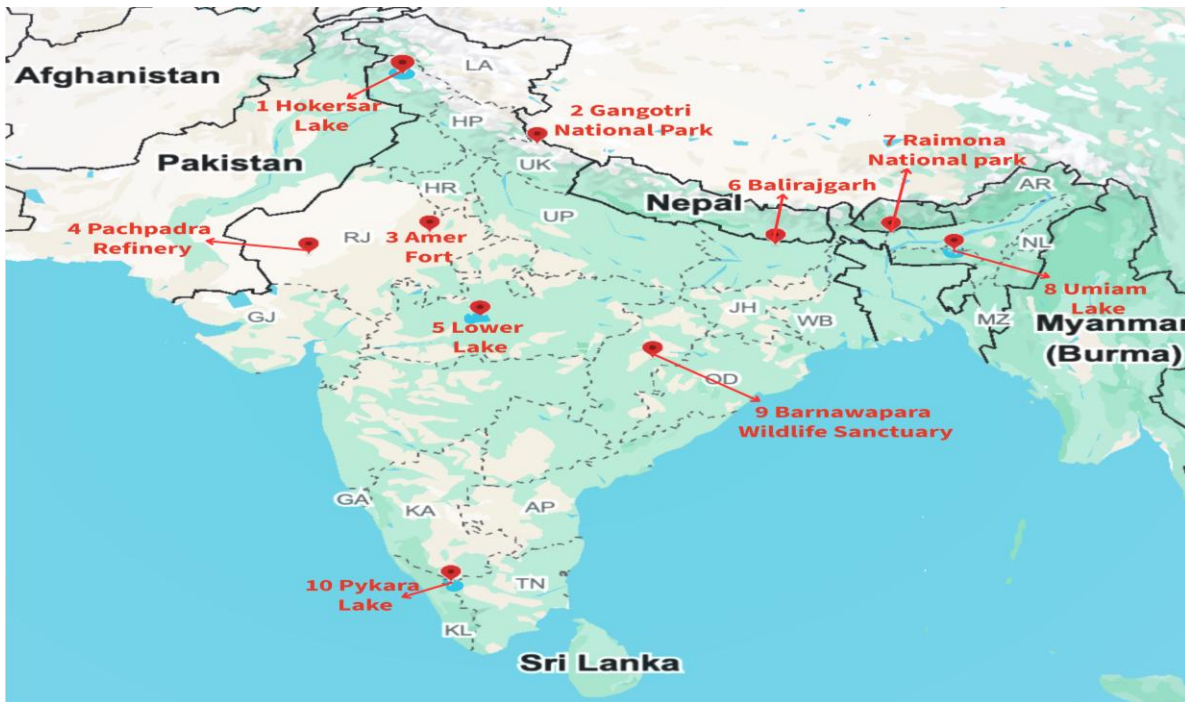 Afghanistan
LA
1 Hokersar
Lake
HP
2 Gangotri
National Park
Pakistan
UK
7 Raimona
National park
AR
HR
Nepal
6 Balirajgarh
UP
4 Pachpadra
Refinery
RJ
3 Amer
Fort
NL
8 Umiam
Lake
GJ
5 Lower
Lake
JH
WB
MZ
Myanmar
(Burma)
OD
9 Barnawapara
Wildlife Sanctuary
GA
KA
AP
10 Pykara
Lake
TN
KL
Sri Lanka